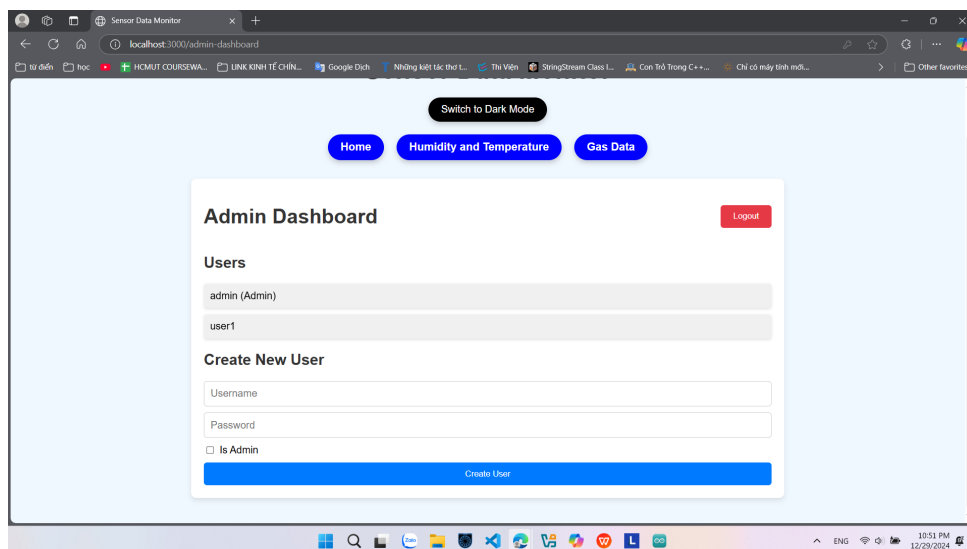 Sensor Data Monitor
localhost:3000/admin-dashboard
từ điển học HCMUT COURSEWA... LINK KINH TẾ CHÍN... Google Dịch Những kiệt tác thơ t... Thi Viện StringStream Class I... Con Trỏ Trong C++,... Chỉ có máy tính mới... Other favorites
Switch to Dark Mode
Home Humidity and Temperature Gas Data
Admin Dashboard Logout
Users
admin (Admin)
user1
Create New User
Username
Password
Is Admin
Create User
Zalo
ENG 10:51 PM
12/29/2024